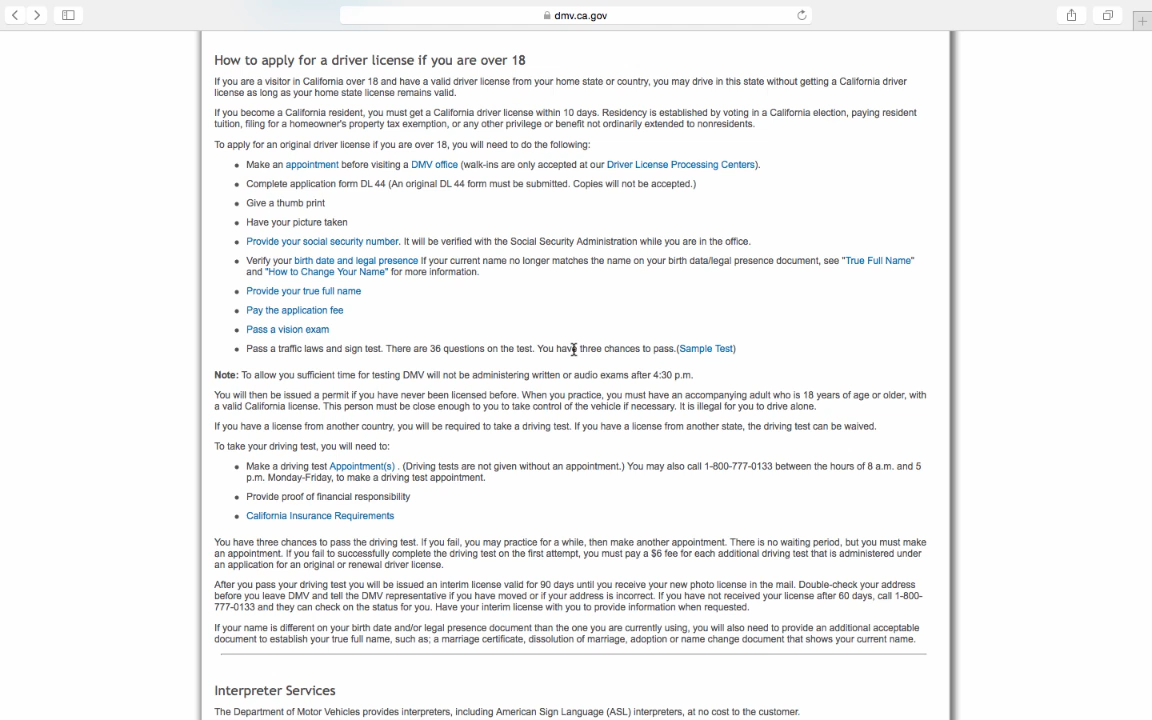 dmv.ca.gov
How to apply for a driver license if you are over 18
If you are a visitor in California over 18 and have a valid driver license from your home state or country, you may drive in this state without getting a California driver
license as long as your home state license remains valid.
If you become a California resident, you must get a California driver license within 10 days. Residency is established by voting in a California election, paying resident
tuition, filing for a homeowner's property tax exemption, or any other privilege or benefit not ordinarily extended to nonresidents.
To apply for an original driver license if you are over 18, you will need to do the following:
• Make an appointment before visiting a DMV office (walk-ins are only accepted at our Driver License Processing Centers).
• Complete application form DL 44 (An original DL 44 form must be submitted. Copies will not be accepted.)
• Give a thumb print
• Have your picture taken
• Provide your social security number. It will be verified with the Social Security Administration while you are in the office.
• Verify your birth date and legal presence If your current name no longer matches the name on your birth data/legal presence document, see "True Full Name"
and "How to Change Your Name" for more information.
• Provide your true full name
• Pay the application fee
• Pass a vision exam
• Pass a traffic laws and sign test. There are 36 questions on the test. You have three chances to pass.(Sample Test)
Note: To allow you sufficient time for testing DMV will not be administering written or audio exams after 4:30 p.m.
You will then be issued a permit if you have never been licensed before. When you practice, you must have an accompanying adult who is 18 years of age or older, with
a valid California license. This person must be close enough to you to take control of the vehicle if necessary. It is illegal for you to drive alone.
If you have a license from another country, you will be required to take a driving test. If you have a license from another state, the driving test can be waived.
To take your driving test, you will need to:
• Make a driving test Appointment(s) . (Driving tests are not given without an appointment.) You may also call 1-800-777-0133 between the hours of 8 a.m. and 5
p.m. Monday-Friday, to make a driving test appointment.
• Provide proof of financial responsibility
• California Insurance Requirements
You have three chances to pass the driving test. If you fail, you may practice for a while, then make another appointment. There is no waiting period, but you must make
an appointment. If you fail to successfully complete the driving test on the first attempt, you must pay a $6 fee for each additional driving test that is administered under
an application for an original or renewal driver license.
After you pass your driving test you will be issued an interim license valid for 90 days until you receive your new photo license in the mail. Double-check your address
before you leave DMV and tell the DMV representative if you have moved or if your address is incorrect. If you have not received your license after 60 days, call 1-800-
777-0133 and they can check on the status for you. Have your interim license with you to provide information when requested.
If your name is different on your birth date and/or legal presence document than the one you are currently using, you will also need to provide an additional acceptable
document to establish your true full name, such as; a marriage certificate, dissolution of marriage, adoption or name change document that shows your current name.
Interpreter Services
The Department of Motor Vehicles provides interpreters, including American Sign Language (ASL) interpreters, at no cost to the customer.